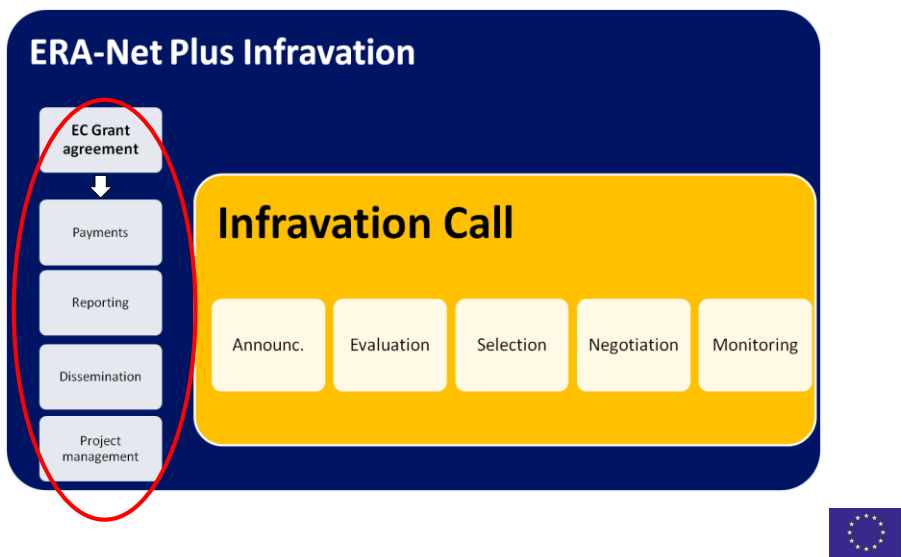 ERA-Net Plus Infravation
EC Grant
agreement
Payments
Reporting
Dissemination
Project
management
Infravation Call
Announc.
Evaluation
Selection
Negotiation
Monitoring